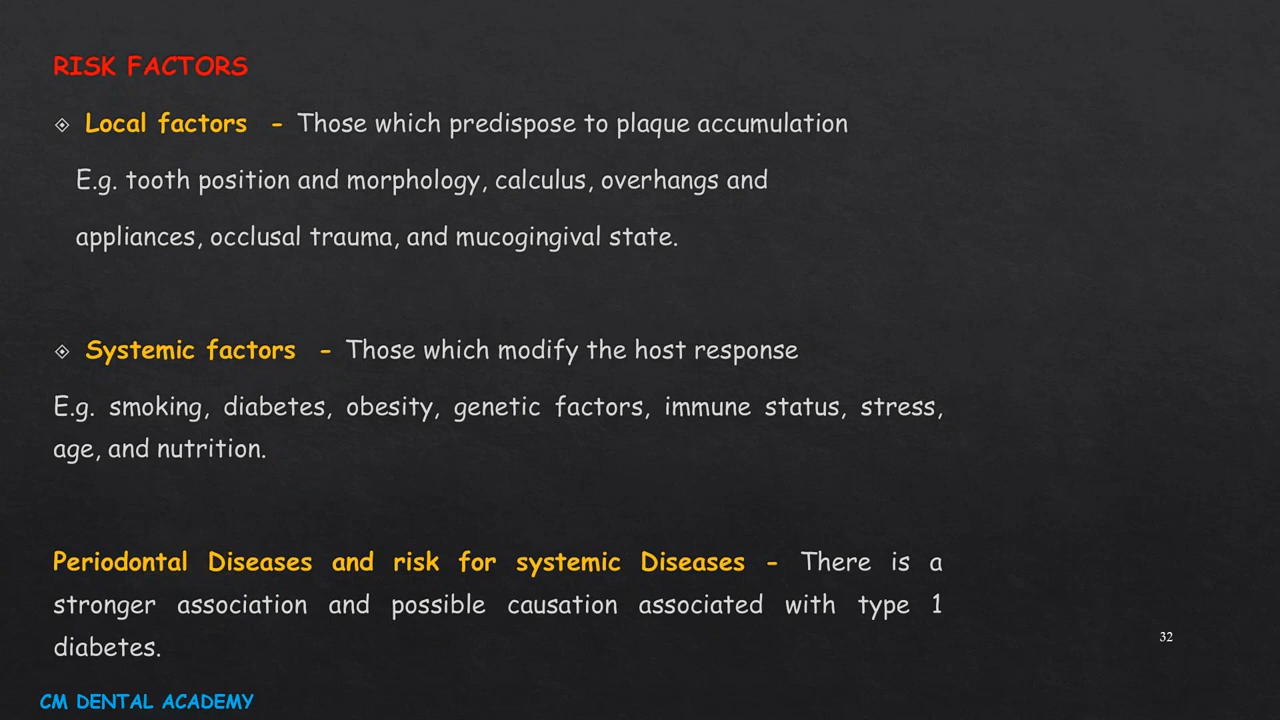 RISK FACTORS
Local factors - Those which predispose to plaque accumulation
E.g. tooth position and morphology, calculus, overhangs and
appliances, occlusal trauma, and mucogingival state.
Systemic factors - Those which modify the host response
E.g. smoking, diabetes, obesity, genetic factors, immune status, stress,
age, and nutrition.
Periodontal Diseases and risk for systemic Diseases - There is a
stronger association and possible causation associated with type 1
diabetes.
32
CM DENTAL ACADEMY